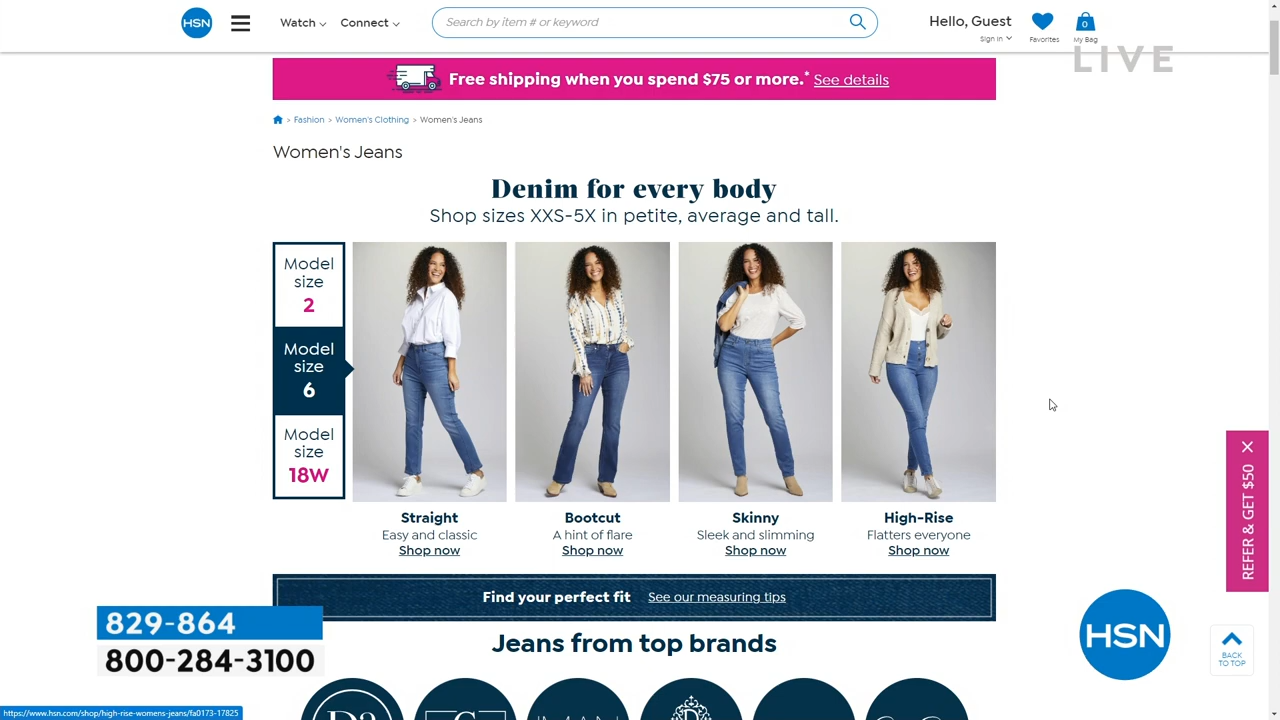 HSN
Watch
Connect
Search by item # or keyword
Hello, Guest
Sign In
Favorites
0
My Bag
LIVE
Free shipping when you spend $75 or more.* See details
> Fashion > Women's Clothing > Women's Jeans
Women's Jeans
Denim for every body
Shop sizes XXS-5X in petite, average and tall.
Model
size
2
Model
size
6
Model
size
18W
Straight
Easy and classic
Shop now
Bootcut
A hint of flare
Shop now
Skinny
Sleek and slimming
Shop now
High-Rise
Flatters everyone
Shop now
REFER & GET $50
Find your perfect fit See our measuring tips
829-864
800-284-3100
Jeans from top brands
HSN
BACK
TO TOP
https://www.hsn.com/shop/high-rise-womens-jeans/fa0173-17825